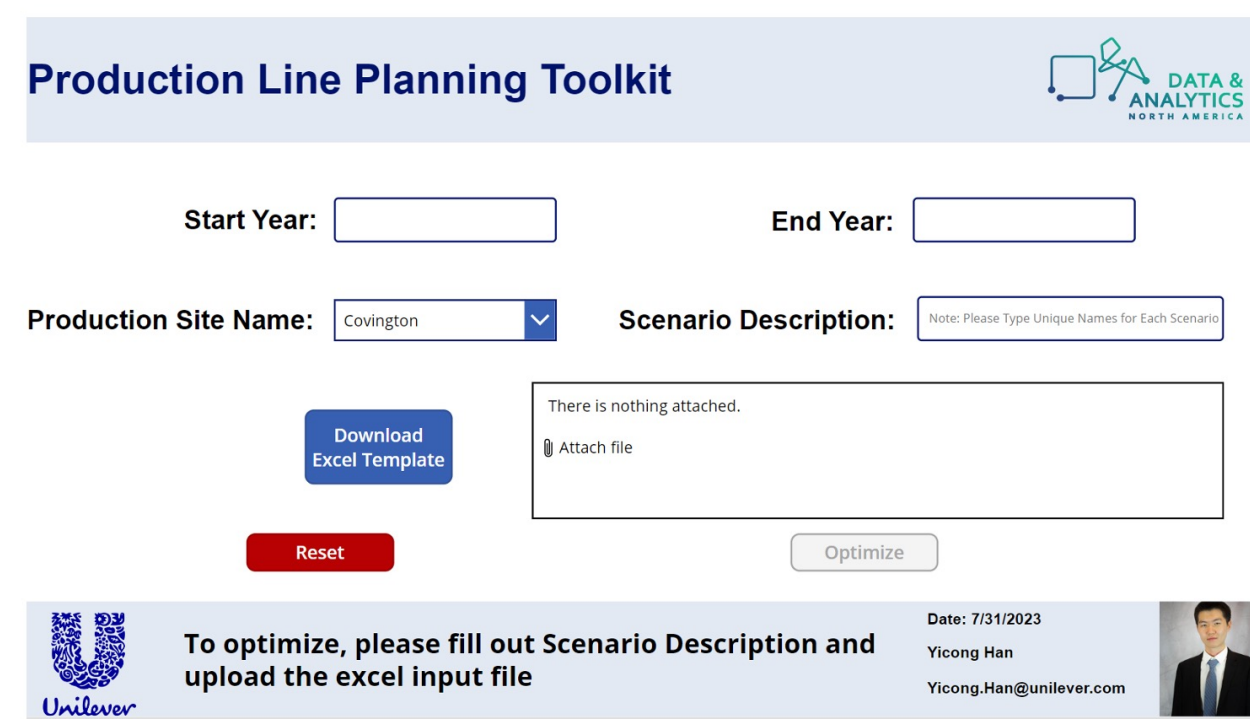 Production Line Planning Toolkit
DATA &
ANALYTICS
NORTH AMERICA
Start Year:
End Year:
Production Site Name:
Covington
Scenario Description:
Note: Please Type Unique Names for Each Scenario
Download
Excel Template
There is nothing attached.
Attach file
Reset
Optimize
Unilever
To optimize, please fill out Scenario Description and
upload the excel input file
Date: 7/31/2023
Yicong Han
Yicong.Han@unilever.com